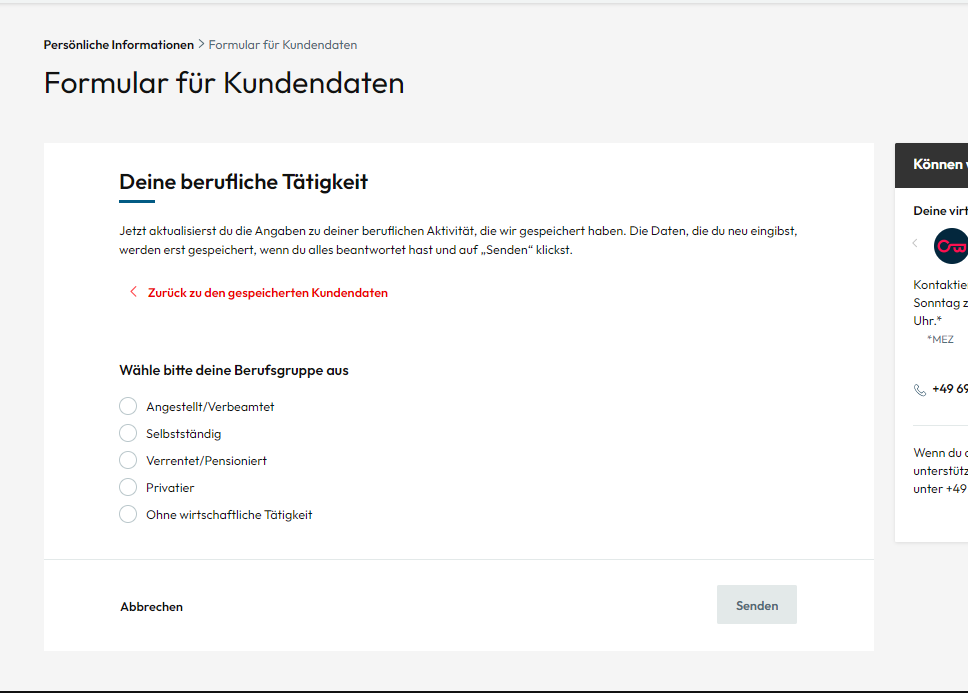 Persönliche Informationen > Formular für Kundendaten
Formular für Kundendaten
Deine berufliche Tätigkeit
Jetzt aktualisierst du die Angaben zu deiner beruflichen Aktivität, die wir gespeichert haben. Die Daten, die du neu eingibst,
werden erst gespeichert, wenn du alles beantwortet hast und auf „Senden“ klickst.
Zurück zu den gespeicherten Kundendaten
Wähle bitte deine Berufsgruppe aus
Angestellt/Verbeamtet
Selbstständig
Verrentet/Pensioniert
Privatier
Ohne wirtschaftliche Tätigkeit
Abbrechen
Senden
Können
Deine
Sonntag
Uhr.*
*MEZ
+49 69
Wenn du
unter +49